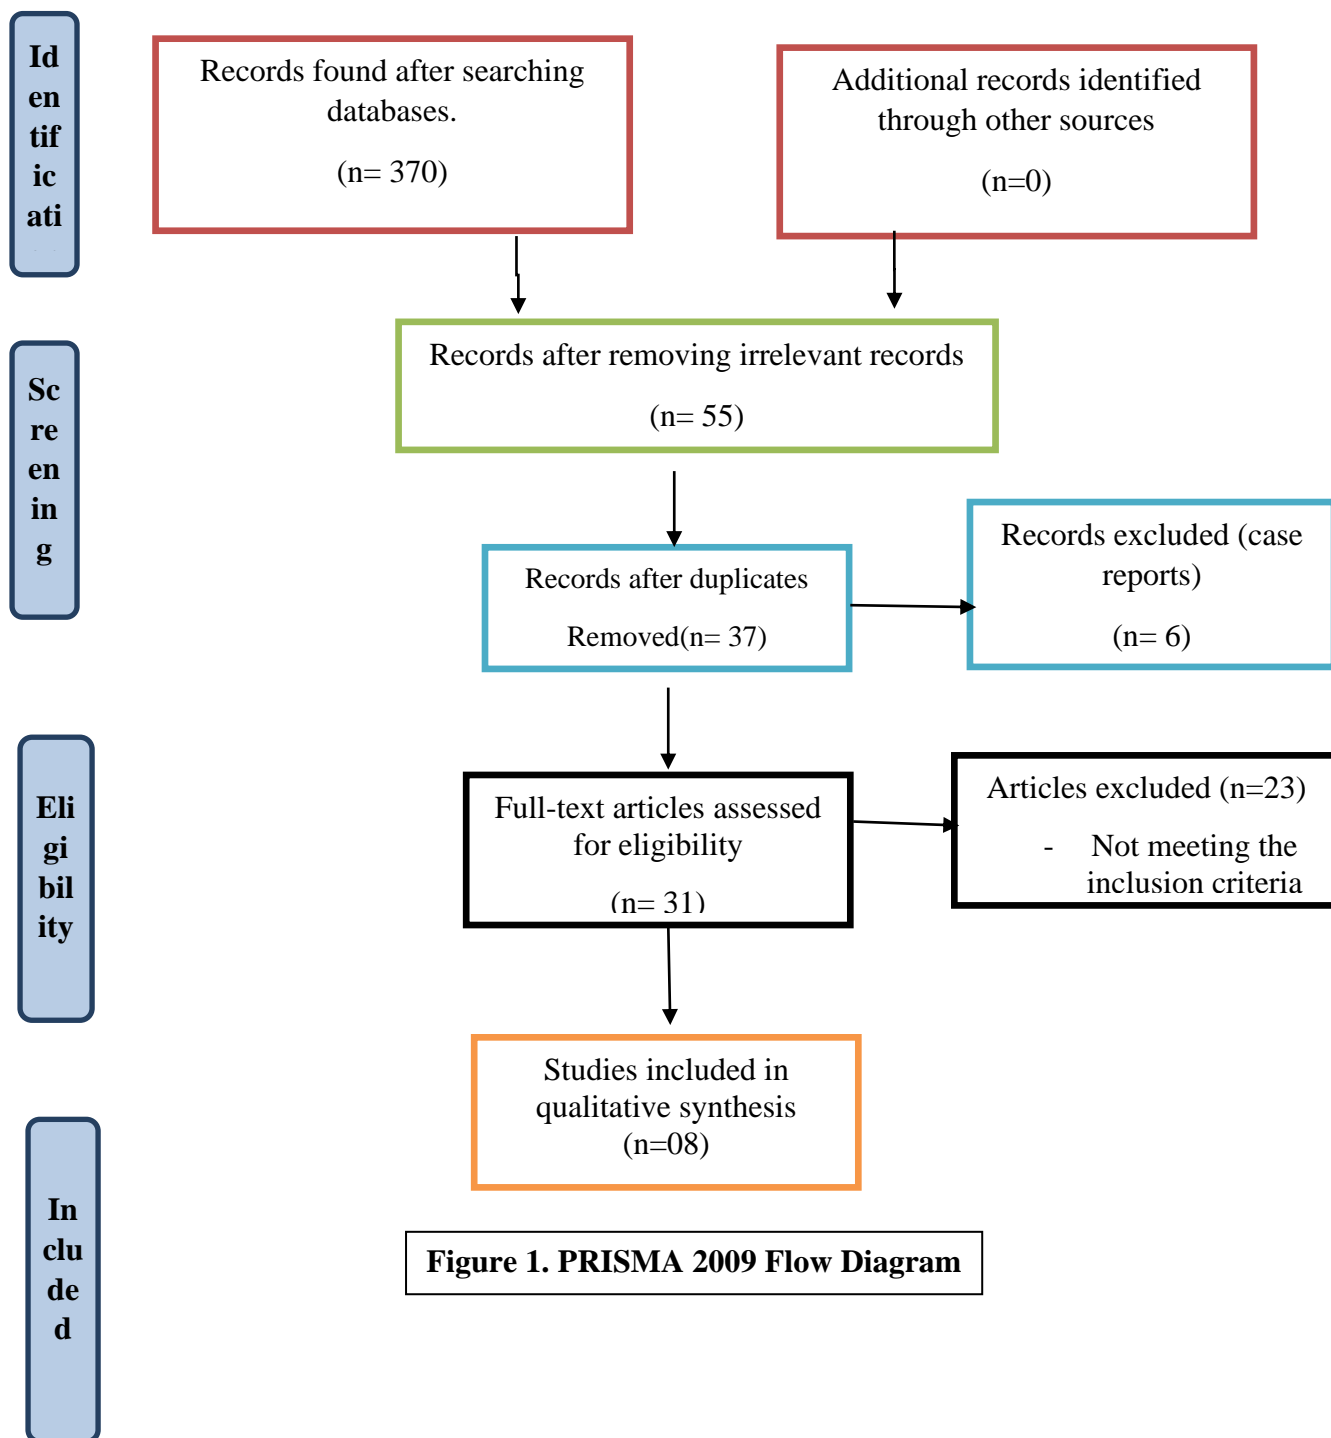 Id
en
tif
ic
ati
Records found after searching
databases.
(n= 370)
Additional records identified
through other sources
(n=0)
Sc
re
en
in
g
Records after removing irrelevant records
(n= 55)
Records after duplicates
Removed(n= 37)
Records excluded (case
reports)
(n= 6)
Eli
gi
bil
ity
Full-text articles assessed
for eligibility
(n= 31)
Articles excluded (n=23)
- Not meeting the
inclusion criteria
In
clu
de
d
Studies included in
qualitative synthesis
(n=08)
Figure 1. PRISMA 2009 Flow Diagram